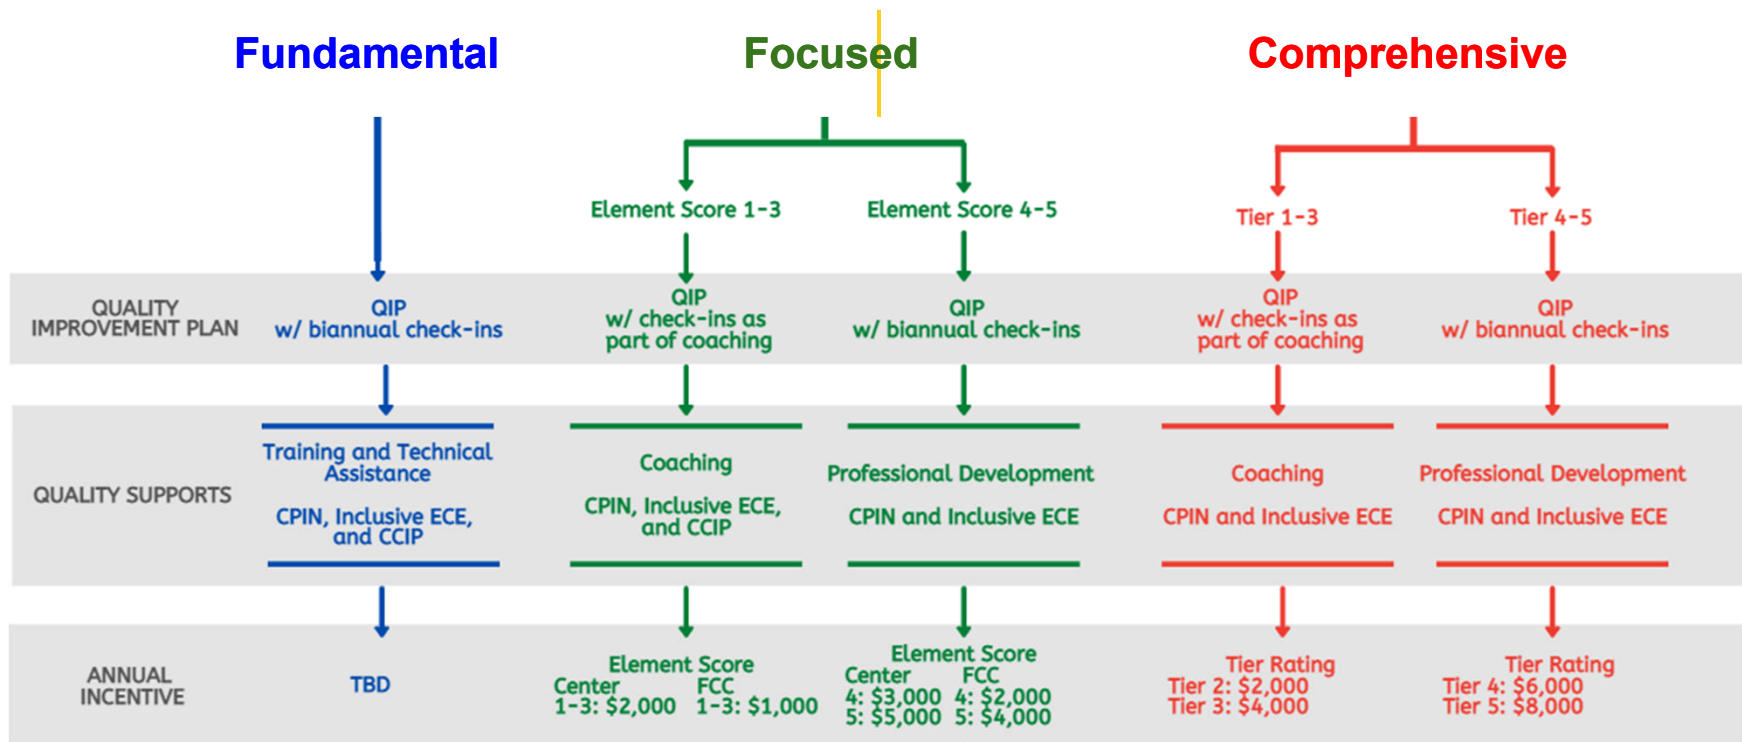 Fundamental
Focused
Comprehensive
Element Score 1-3
Element Score 4-5
Tier 1-3
Tier 4-5
QUALITY
IMPROVEMENT PLAN
QIP
w/ biannual check-ins
QIP
w/ check-ins as
part of coaching
QIP
w/ biannual check-ins
QIP
w/ check-ins as
part of coaching
QIP
w/ biannual check-ins
QUALITY SUPPORTS
Training and Technical
Assistance
CPIN, Inclusive ECE,
and CCIP
Coaching
CPIN, Inclusive ECE,
and CCIP
Professional Development
CPIN and Inclusive ECE
Coaching
CPIN and Inclusive ECE
Professional Development
CPIN and Inclusive ECE
ANNUAL
INCENTIVE
TBD
Element Score
Center FCC
1-3: $2,000 1-3: $1,000
Element Score
Center FCC
4: $3,000 4: $2,000
5: $5,000 5: $4,000
Tier Rating
Tier 2: $2,000
Tier 3: $4,000
Tier Rating
Tier 4: $6,000
Tier 5: $8,000